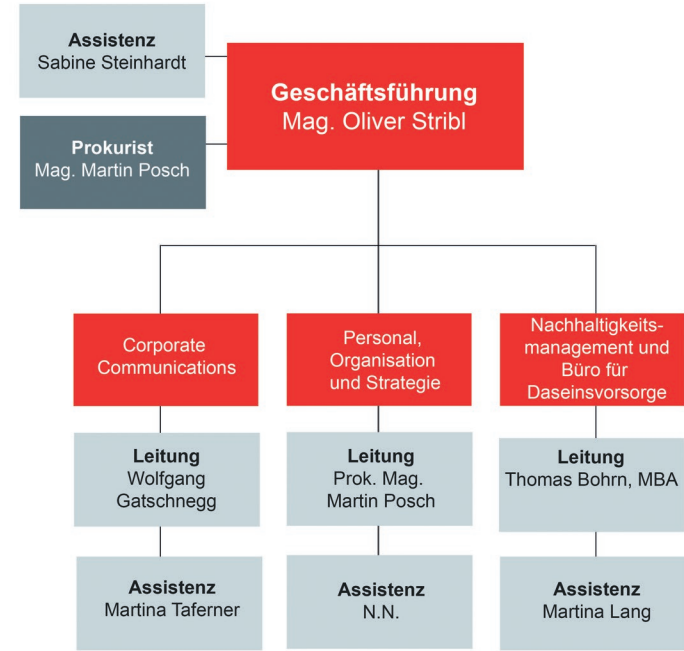 Assistenz
Sabine Steinhardt
Geschäftsführung
Mag. Oliver Stribl
Prokurist
Mag. Martin Posch
Corporate
Communications
Personal,
Organisation
und Strategie
Nachhaltigkeits-
management und
Büro für
Daseinsvorsorge
Leitung
Wolfgang
Gatschnegg
Leitung
Prok. Mag.
Martin Posch
Leitung
Thomas Bohrn, MBA
Assistenz
Martina Taferner
Assistenz
N.N.
Assistenz
Martina Lang